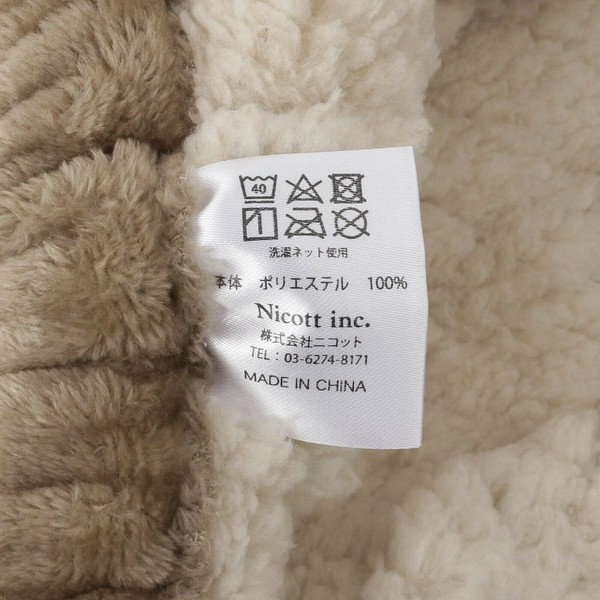 40
洗濯ネット使用
本体 ポリエステル 100%
Nicott inc.
株式会社ニコット
TEL：03-6274-8171
MADE IN CHINA